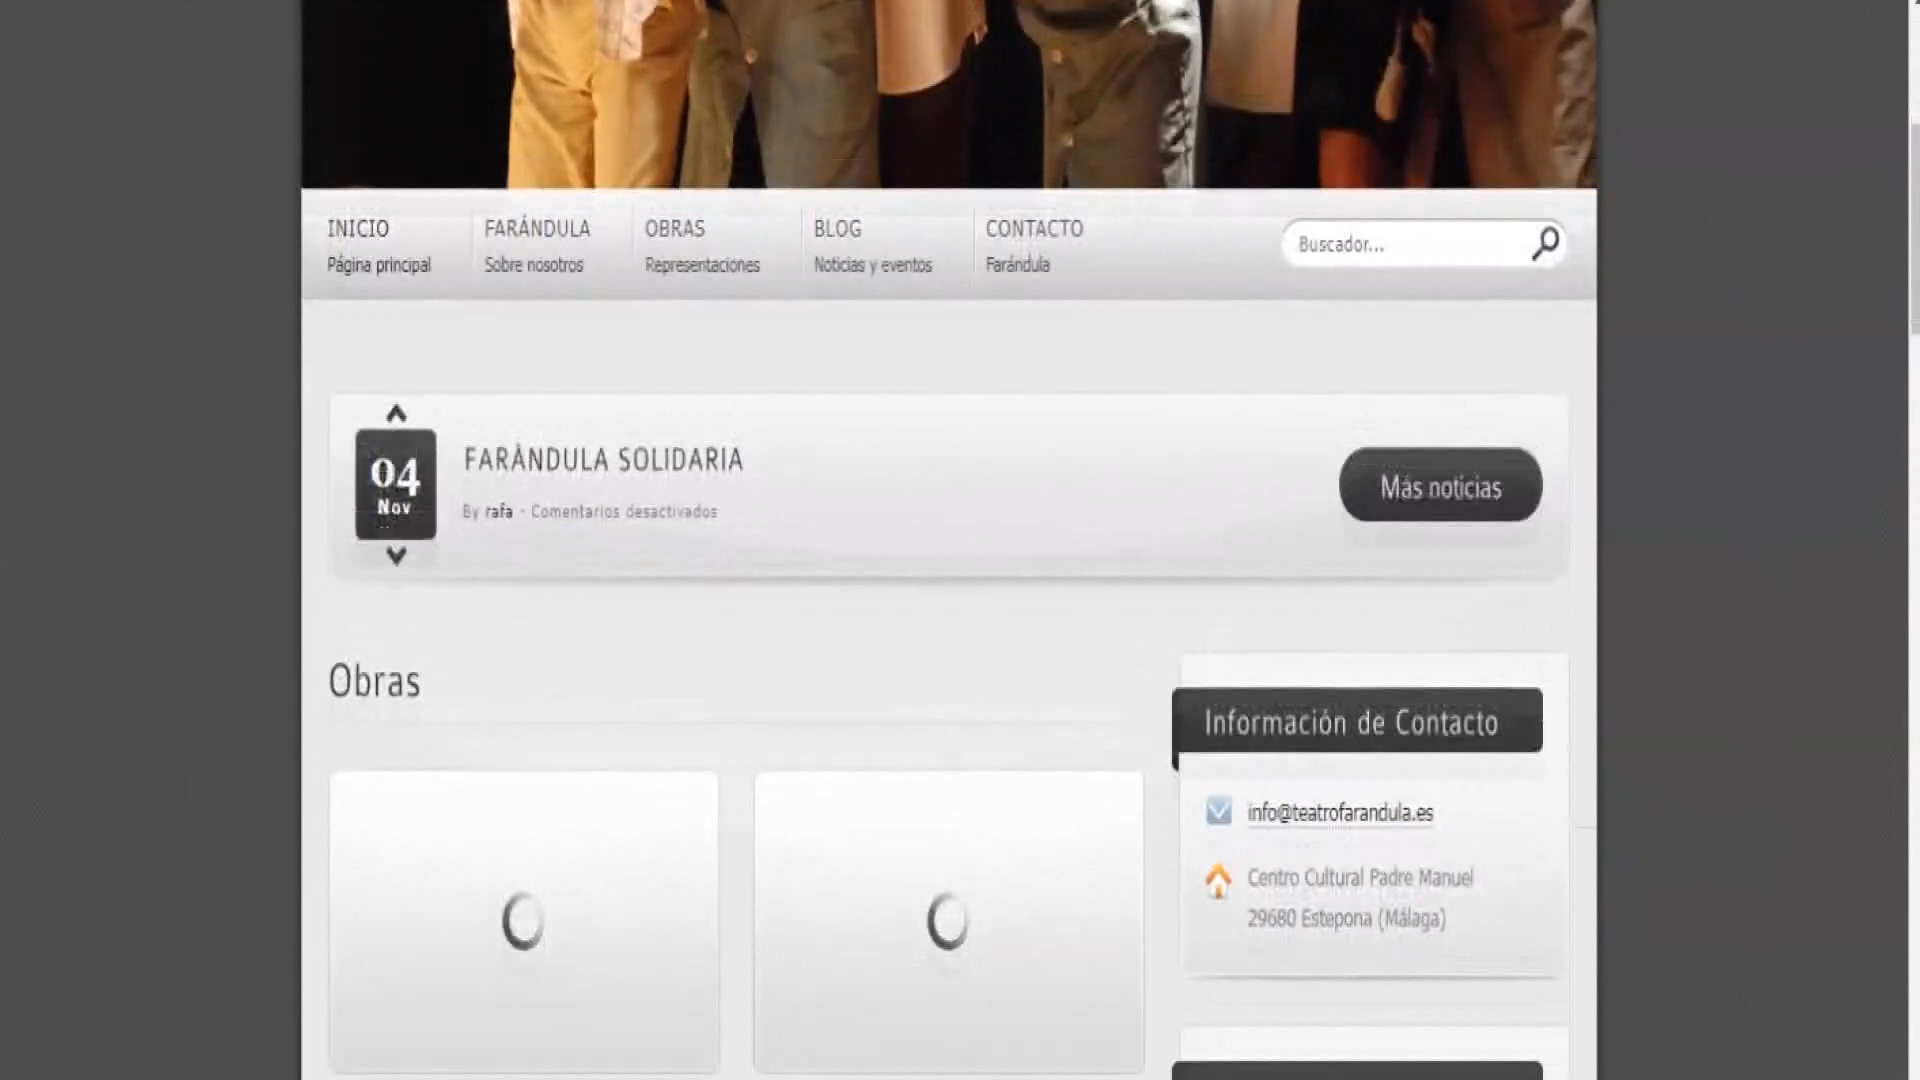 INICIO
Página principal
FARÁNDULA
Sobre nosotros
OBRAS
Representaciones
BLOG
Noticias y eventos
CONTACTO
Farándula
Buscador...
04
Nov
FARÁNDULA SOLIDARIA
By rafa - Comentarios desactivados
Más noticias
Obras
Información de Contacto
info@teatrofarandula.es
Centro Cultural Padre Manuel
29680 Estepona (Málaga)